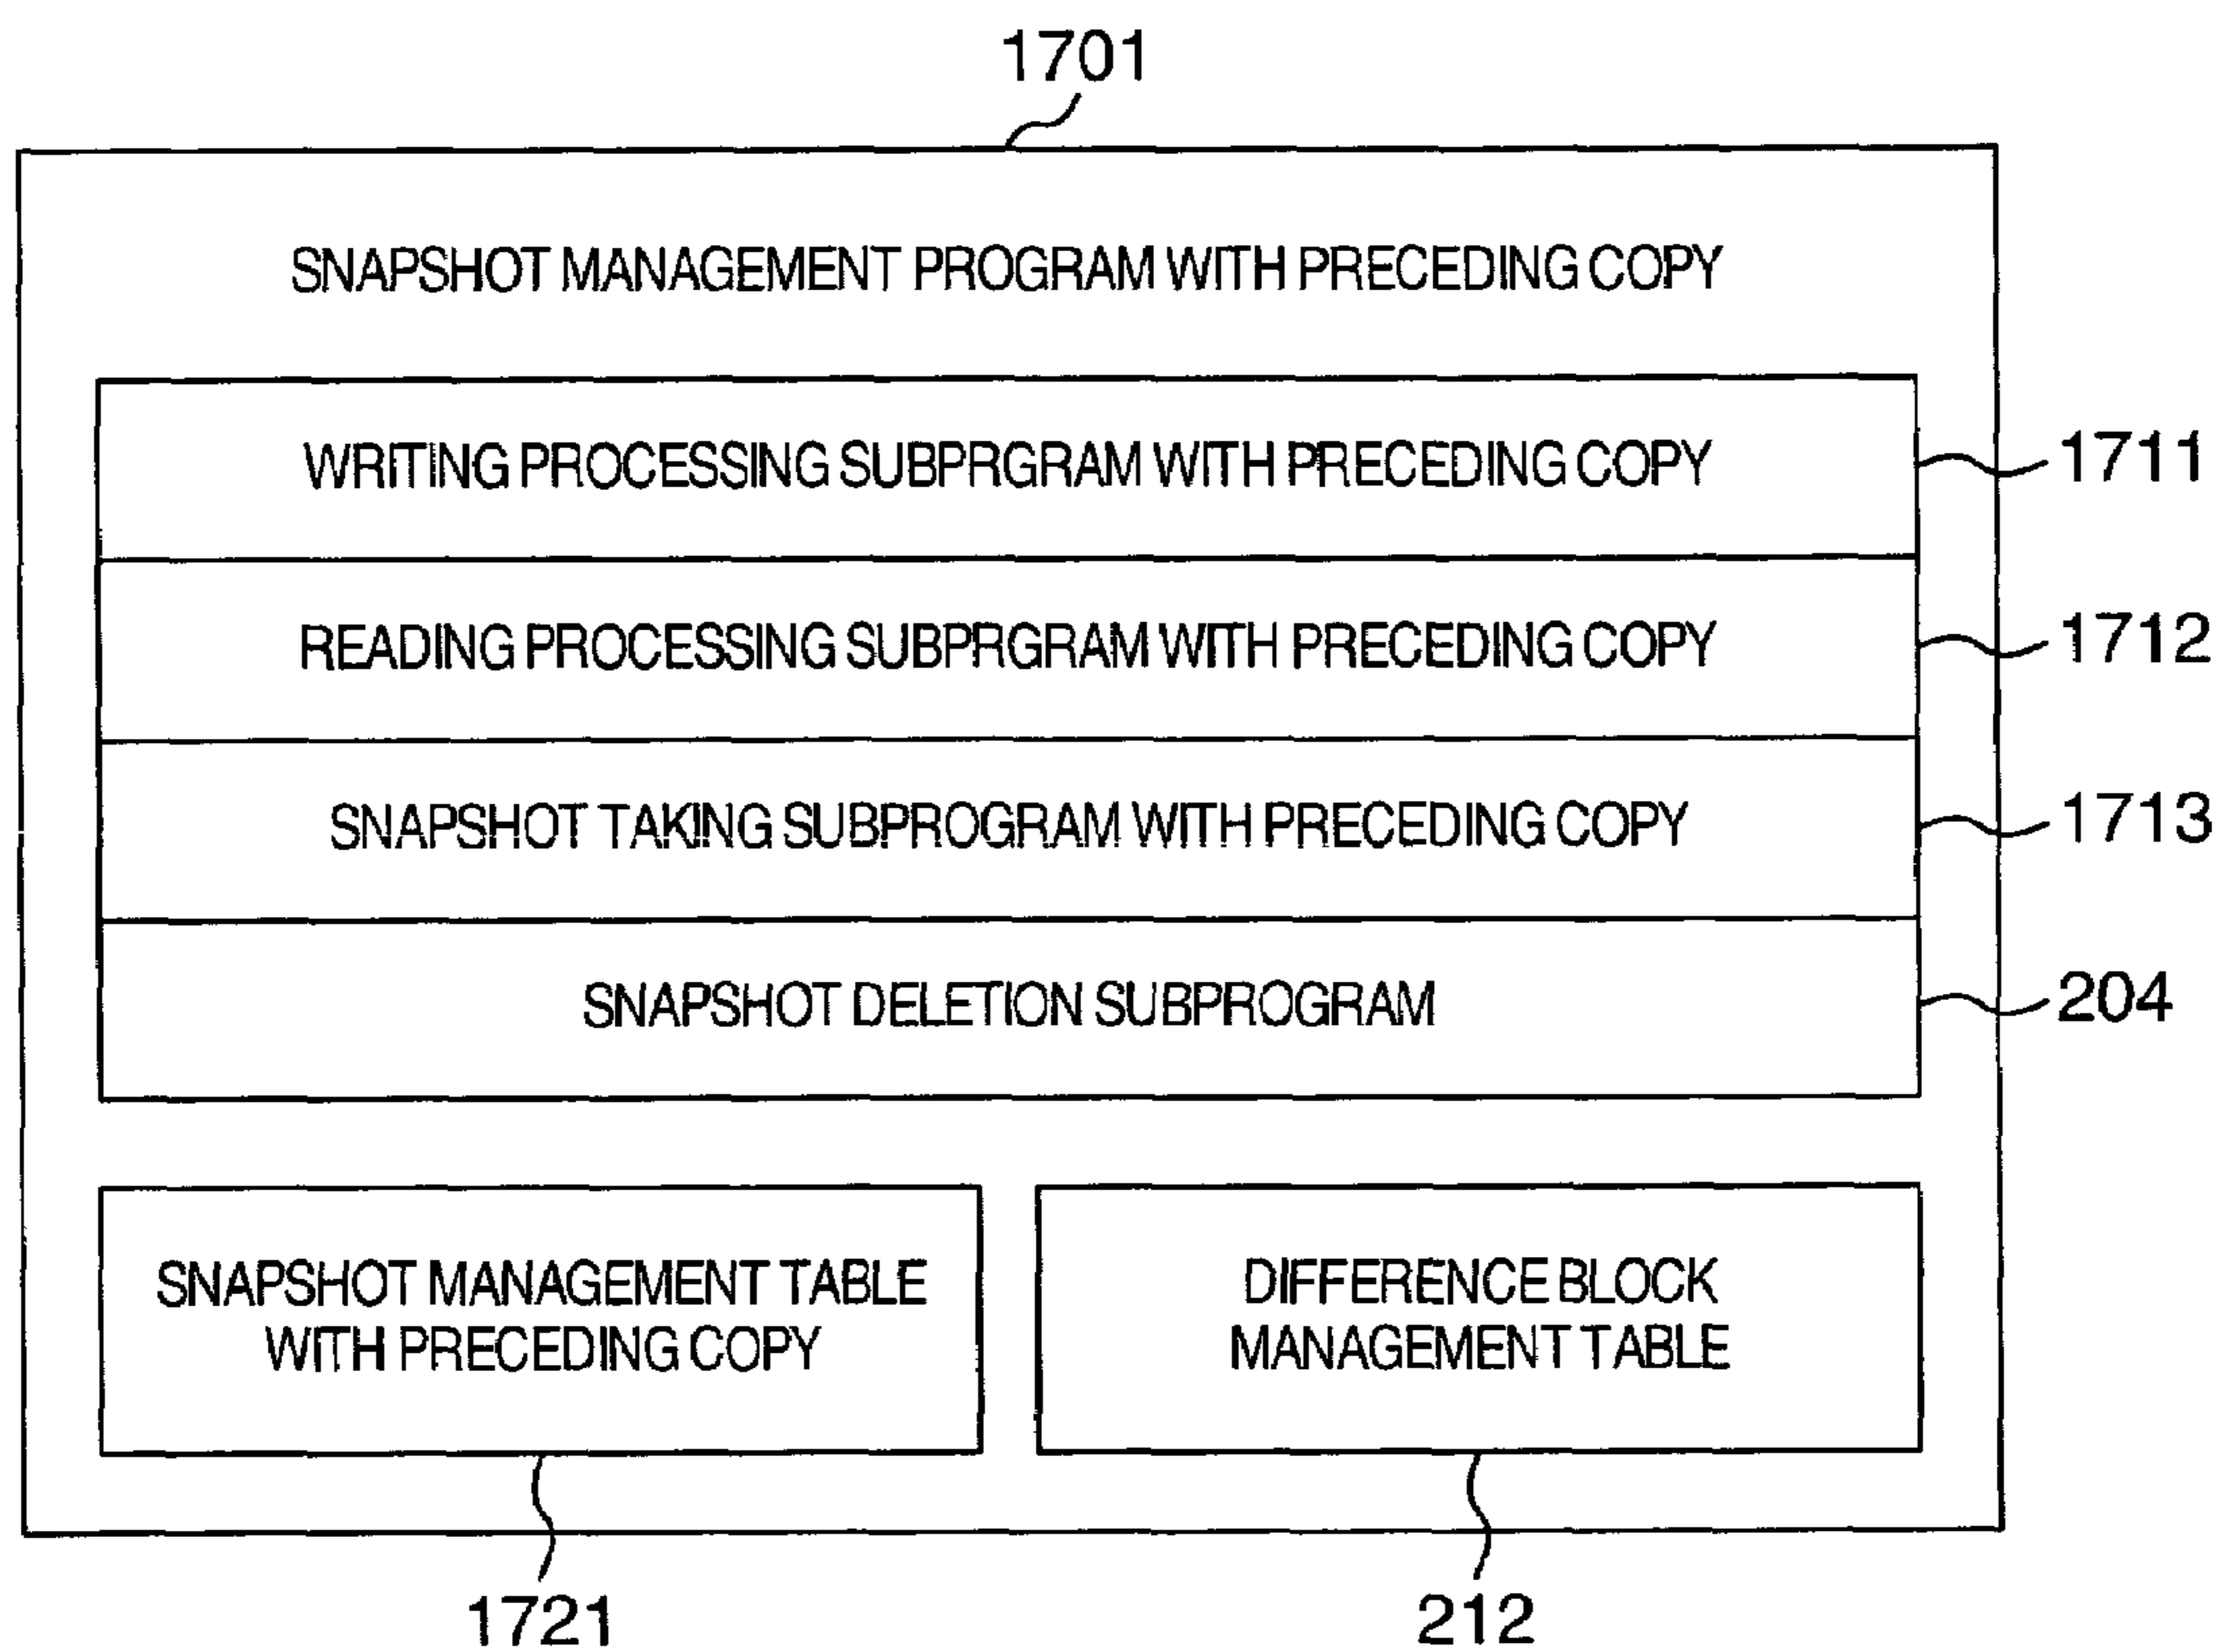 1701
SNAPSHOT MANAGEMENT PROGRAM WITH PRECEDING COPY
WRITING PROCESSING SUBPRGRAM WITH PRECEDING COPY
1711
READING PROCESSING SUBPRGRAM WITH PRECEDING COPY
1712
SNAPSHOT TAKING SUBPROGRAM WITH PRECEDING COPY
1713
SNAPSHOT DELETION SUBPROGRAM
204
SNAPSHOT MANAGEMENT TABLE
WITH PRECEDING COPY
DIFFERENCE BLOCK
MANAGEMENT TABLE
1721
212